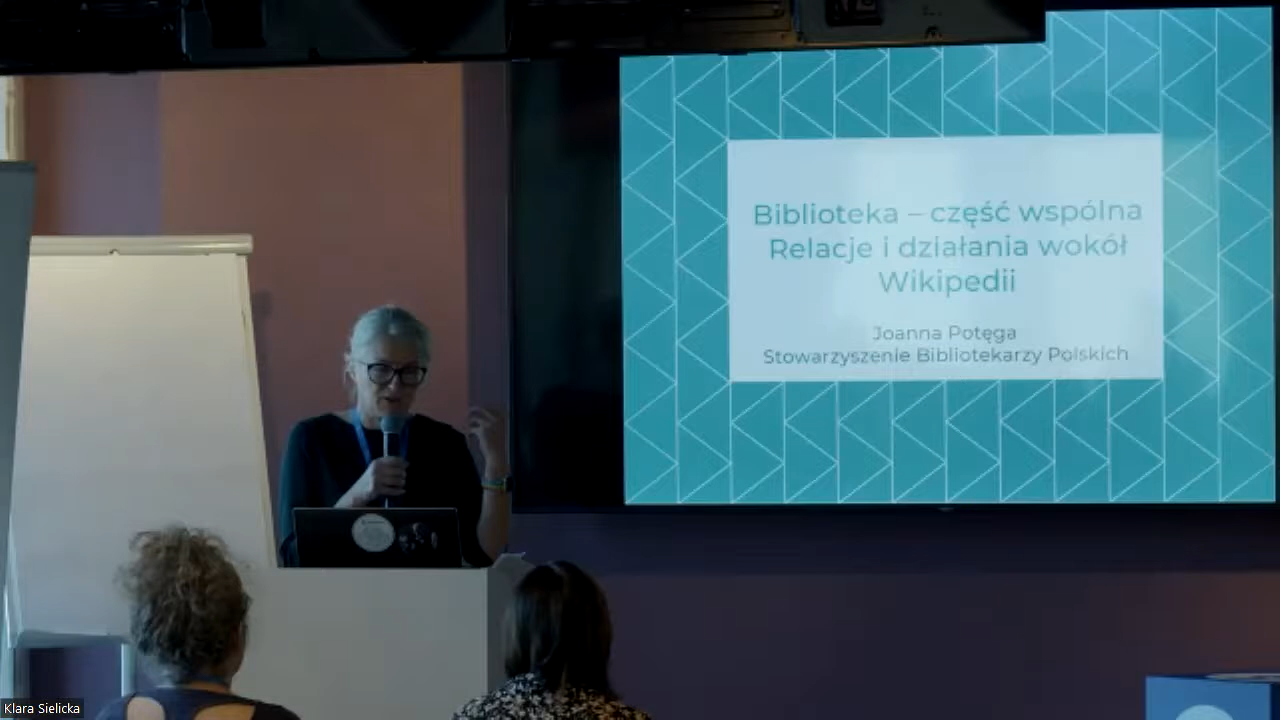 Biblioteka – część wspólna
Relacje i działania wokół
Wikipedii
Joanna Potęga
Stowarzyszenie Bibliotekarzy Polskich
Klara Sielicka